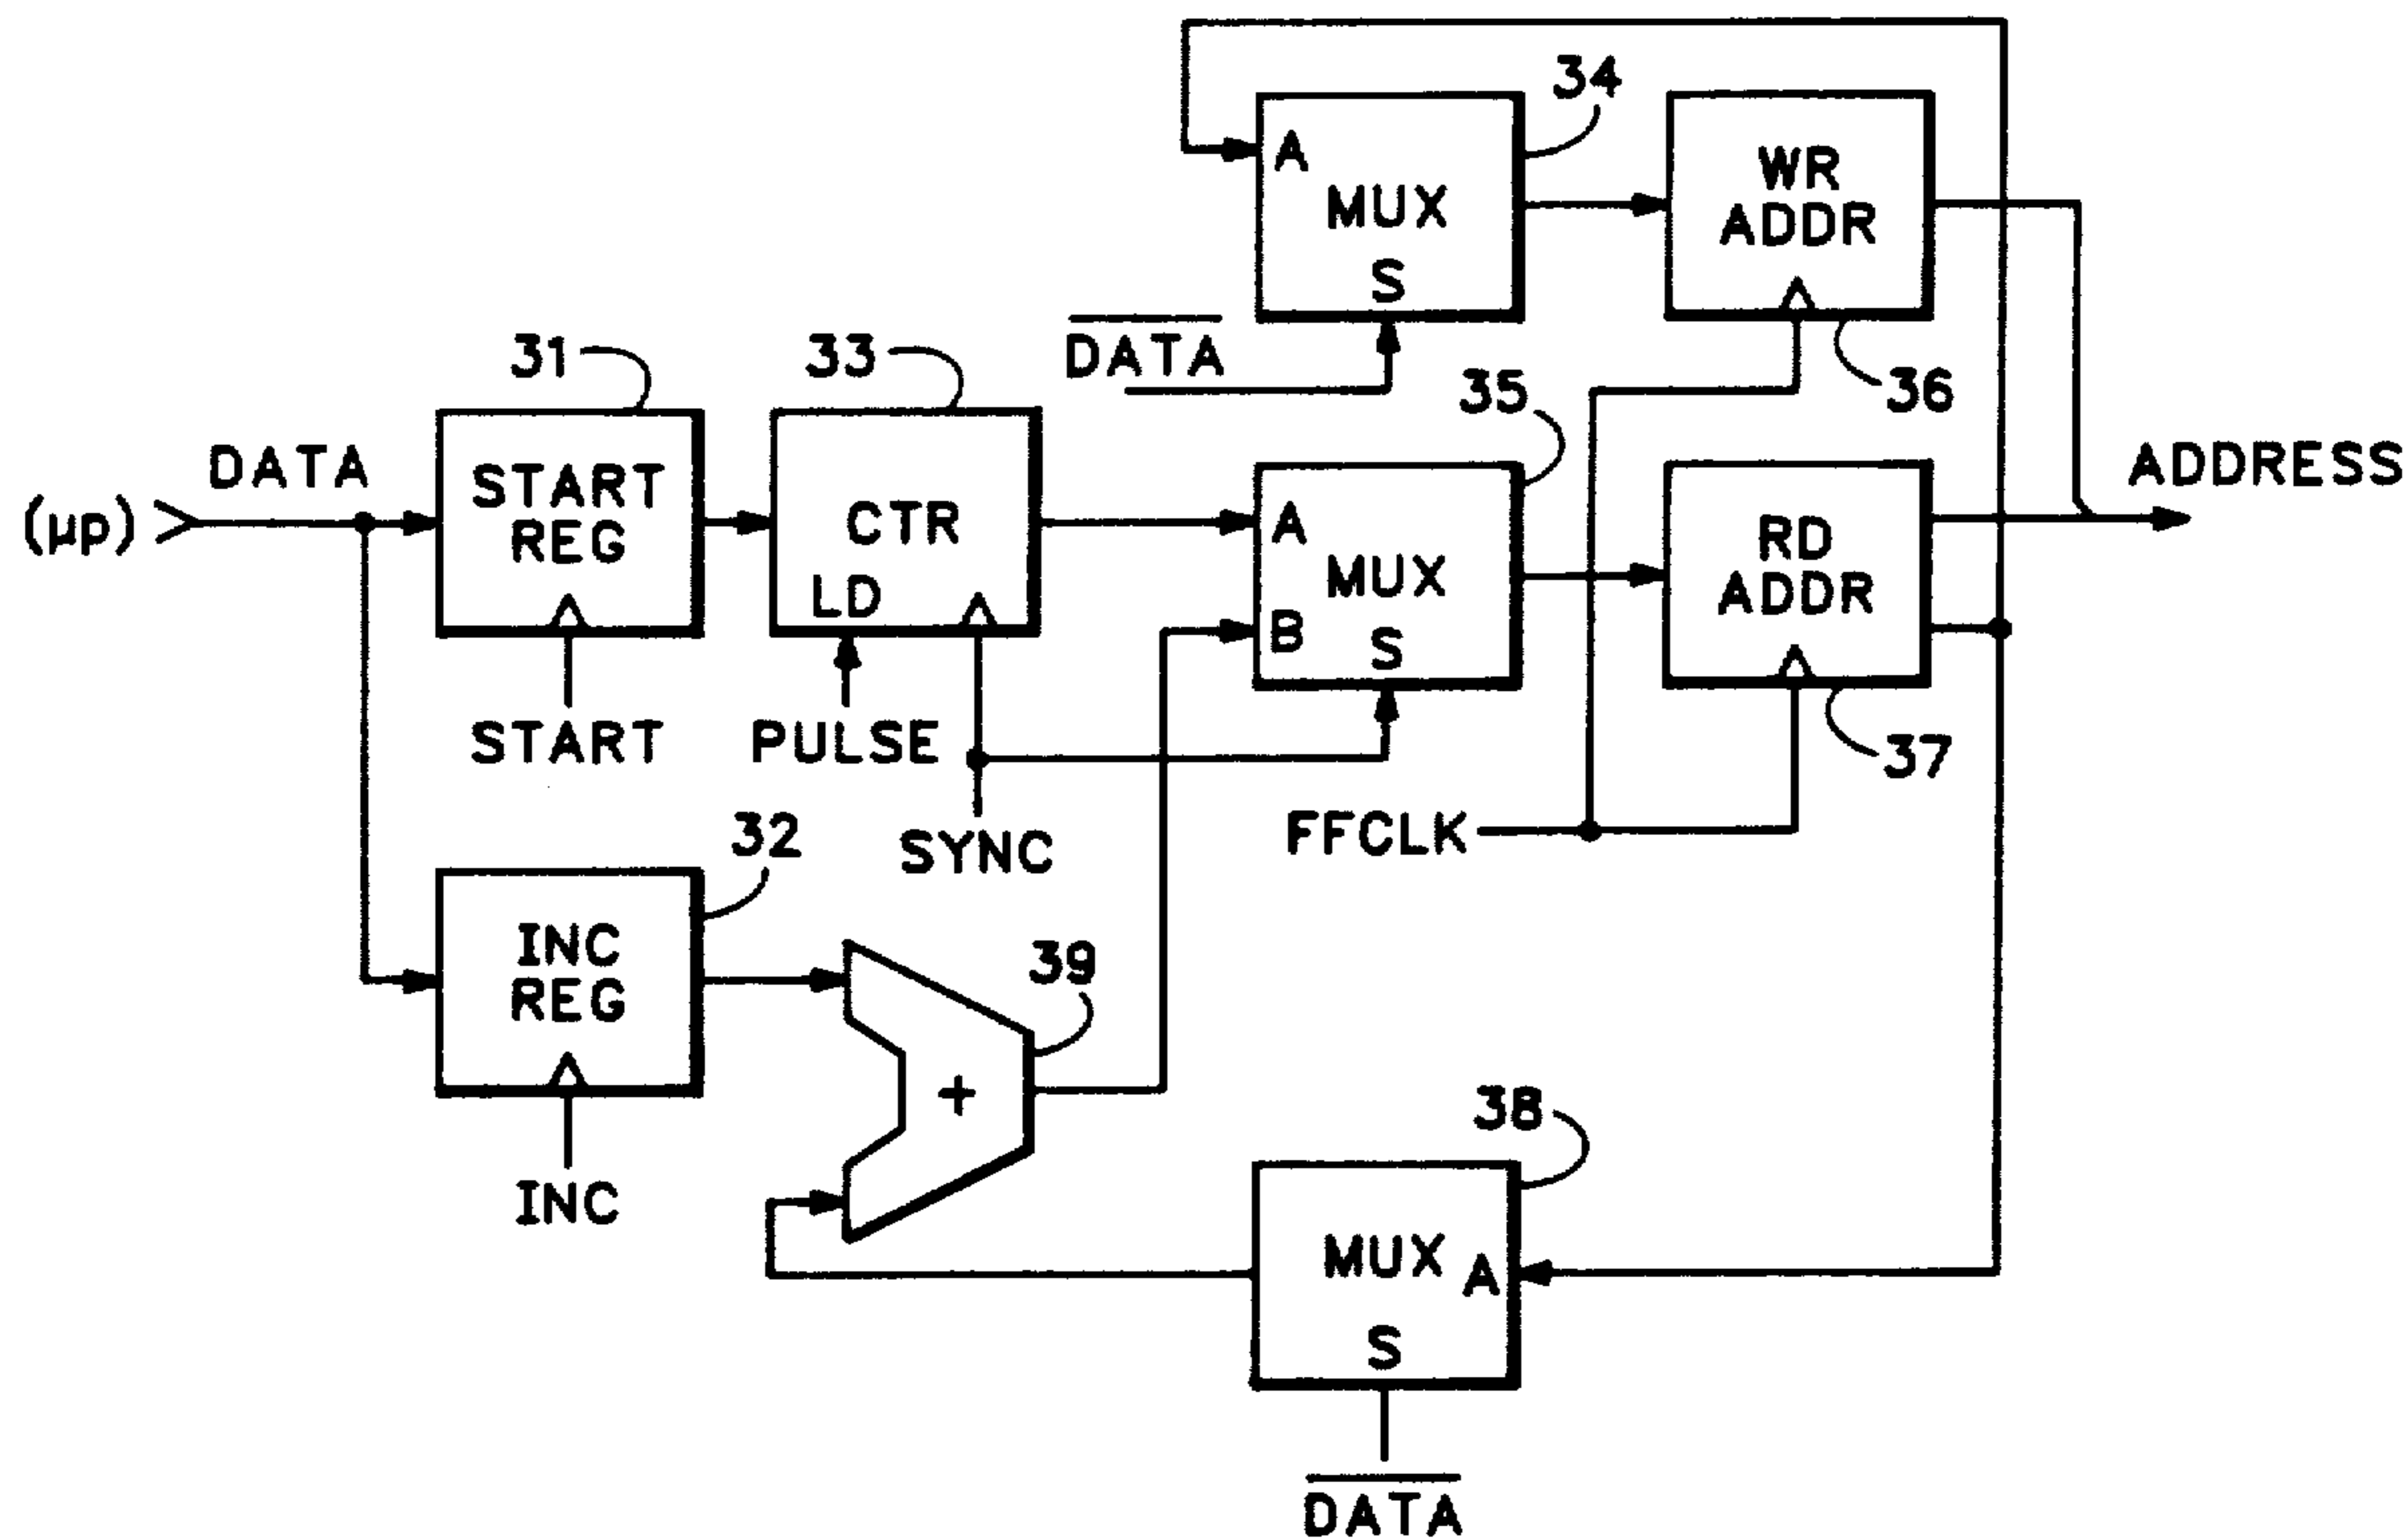 34
A
MUX
S
WR
ADDR
DATA
31
33
35
36
(μp)
DATA
START
REG
CTR
LD
A
MUX
B
S
RD
ADDR
ADDRESS
START
PULSE
37
32
SYNC
FFCLK
INC
REG
39
+
38
INC
MUX
A
S
DATA